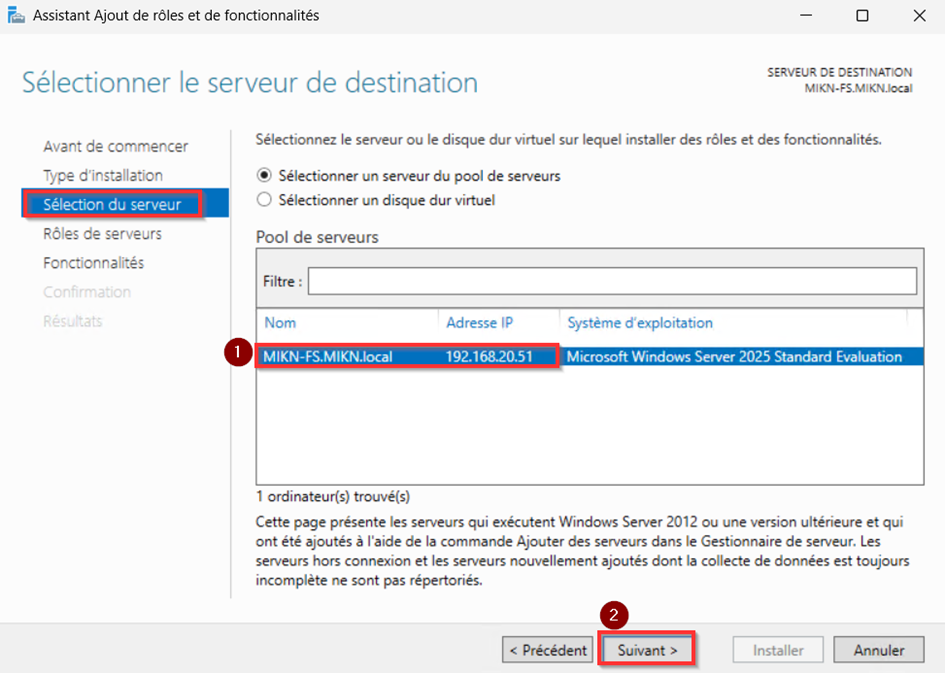 Assistant Ajout de rôles et de fonctionnalités
Sélectionner le serveur de destination
SERVEUR DE DESTINATION
MIKN-FS.MIKN.local
Avant de commencer
Type d'installation
Sélection du serveur
Rôles de serveurs
Fonctionnalités
Confirmation
Résultats
Sélectionnez le serveur ou le disque dur virtuel sur lequel installer des rôles et des fonctionnalités.
Sélectionner un serveur du pool de serveurs
Sélectionner un disque dur virtuel
Pool de serveurs
Filtre :
Nom Adresse IP Système d'exploitation
1 MIKN-FS.MIKN.local 192.168.20.51 Microsoft Windows Server 2025 Standard Evaluation
1 ordinateur(s) trouvé(s)
Cette page présente les serveurs qui exécutent Windows Server 2012 ou une version ultérieure et qui
ont été ajoutés à l'aide de la commande Ajouter des serveurs dans le Gestionnaire de serveur. Les
serveurs hors connexion et les serveurs nouvellement ajoutés dont la collecte de données est toujours
incomplète ne sont pas répertoriés.
2
< Précédent Suivant > Installer Annuler